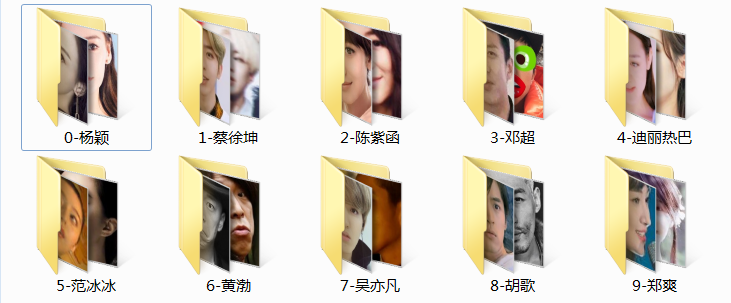 0-杨颖
1-蔡徐坤
2-陈紫函
3-邓超
4-迪丽热巴
5-范冰冰
6-黄渤
7-吴亦凡
8-胡歌
9-郑爽